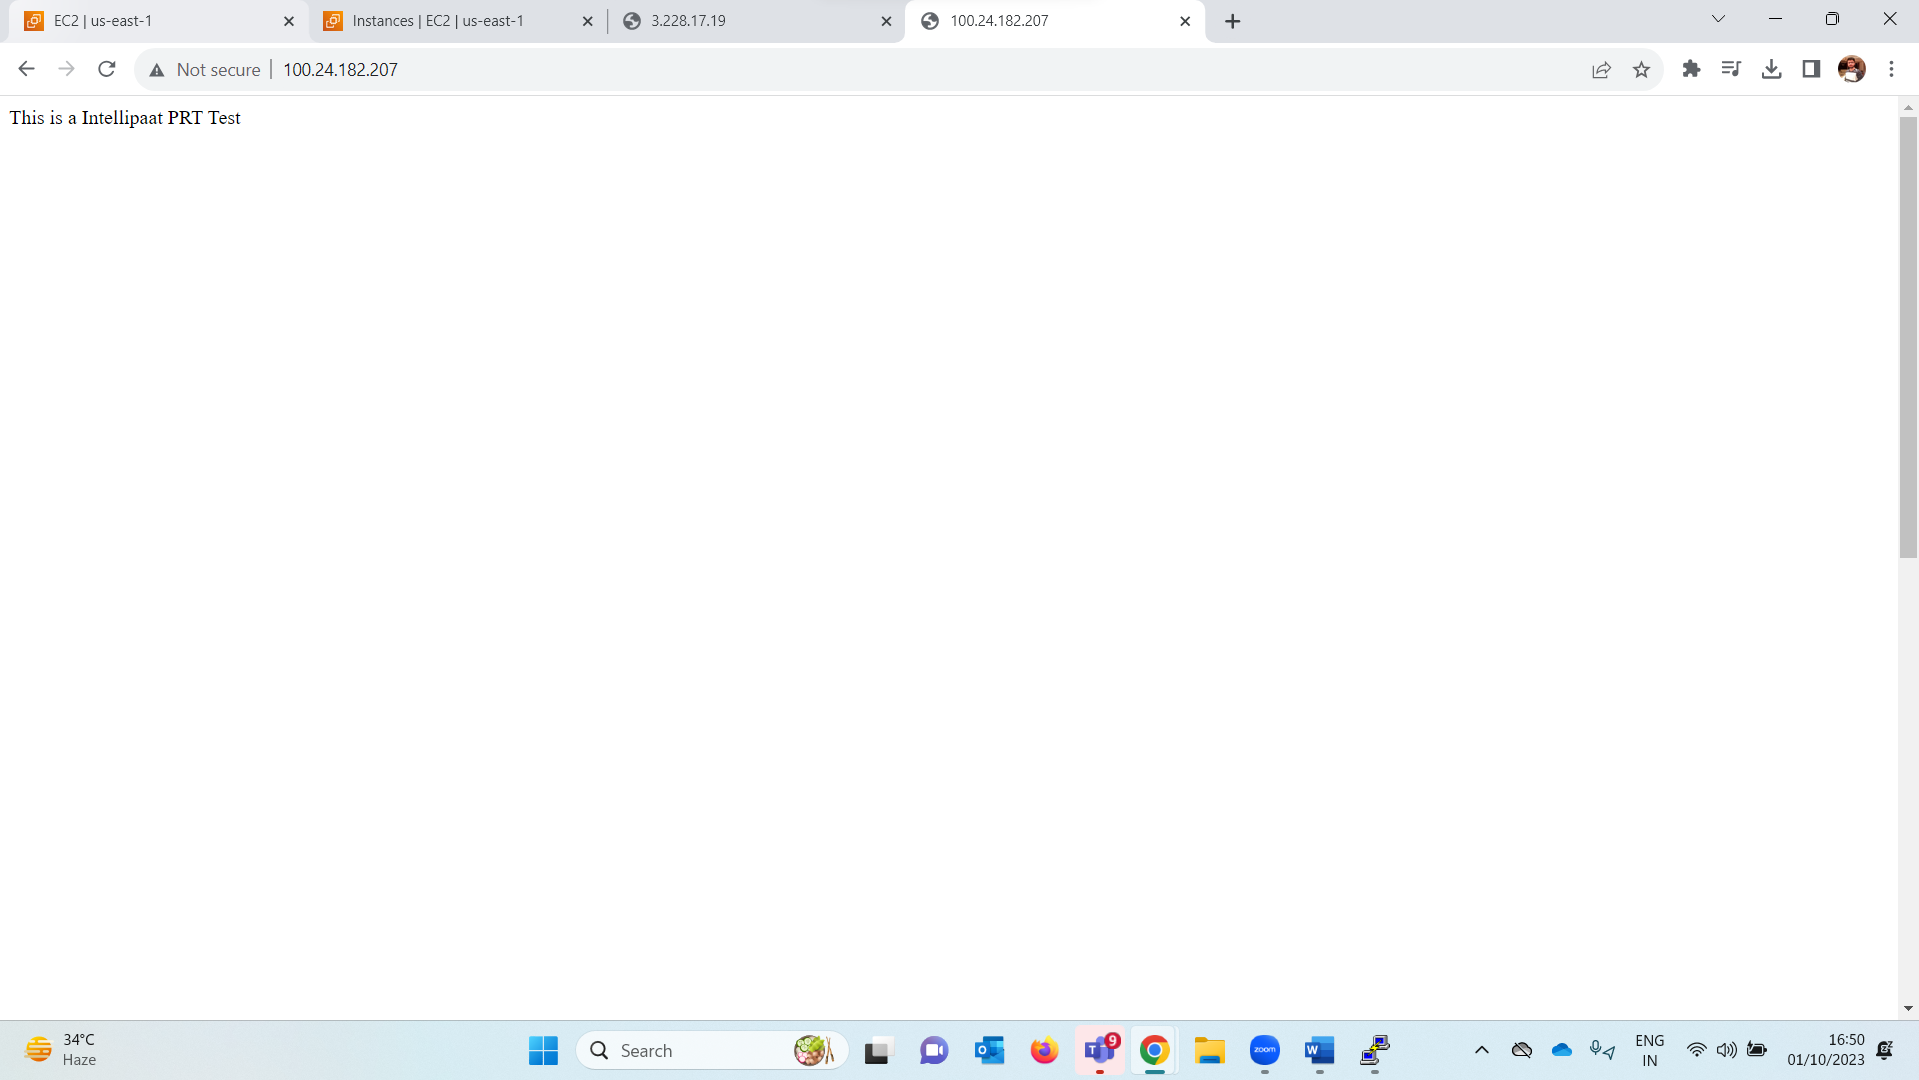 EC2 | us-east-1
Instances | EC2 | us-east-1
3.228.17.19
100.24.182.207
Not secure
100.24.182.207
This is a Intellipaat PRT Test
34°C
Haze
Search
9
zoom
ENG
IN
16:50
01/10/2023